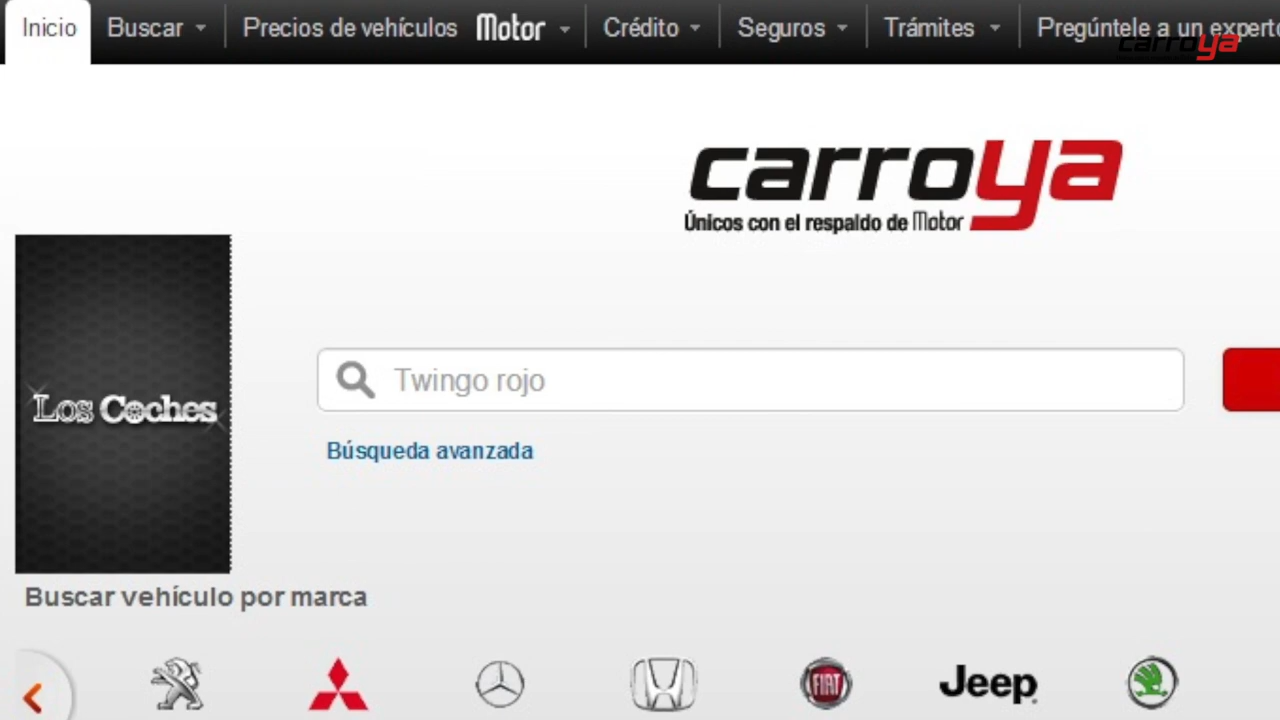 Inicio Buscar Precios de vehículos Motor Crédito Seguros Trámites Pregúntele a un experto
carroya
carroya
Únicos con el respaldo de Motor
Los Coches
Twingo rojo
Búsqueda avanzada
Buscar vehículo por marca
FIAT Jeep